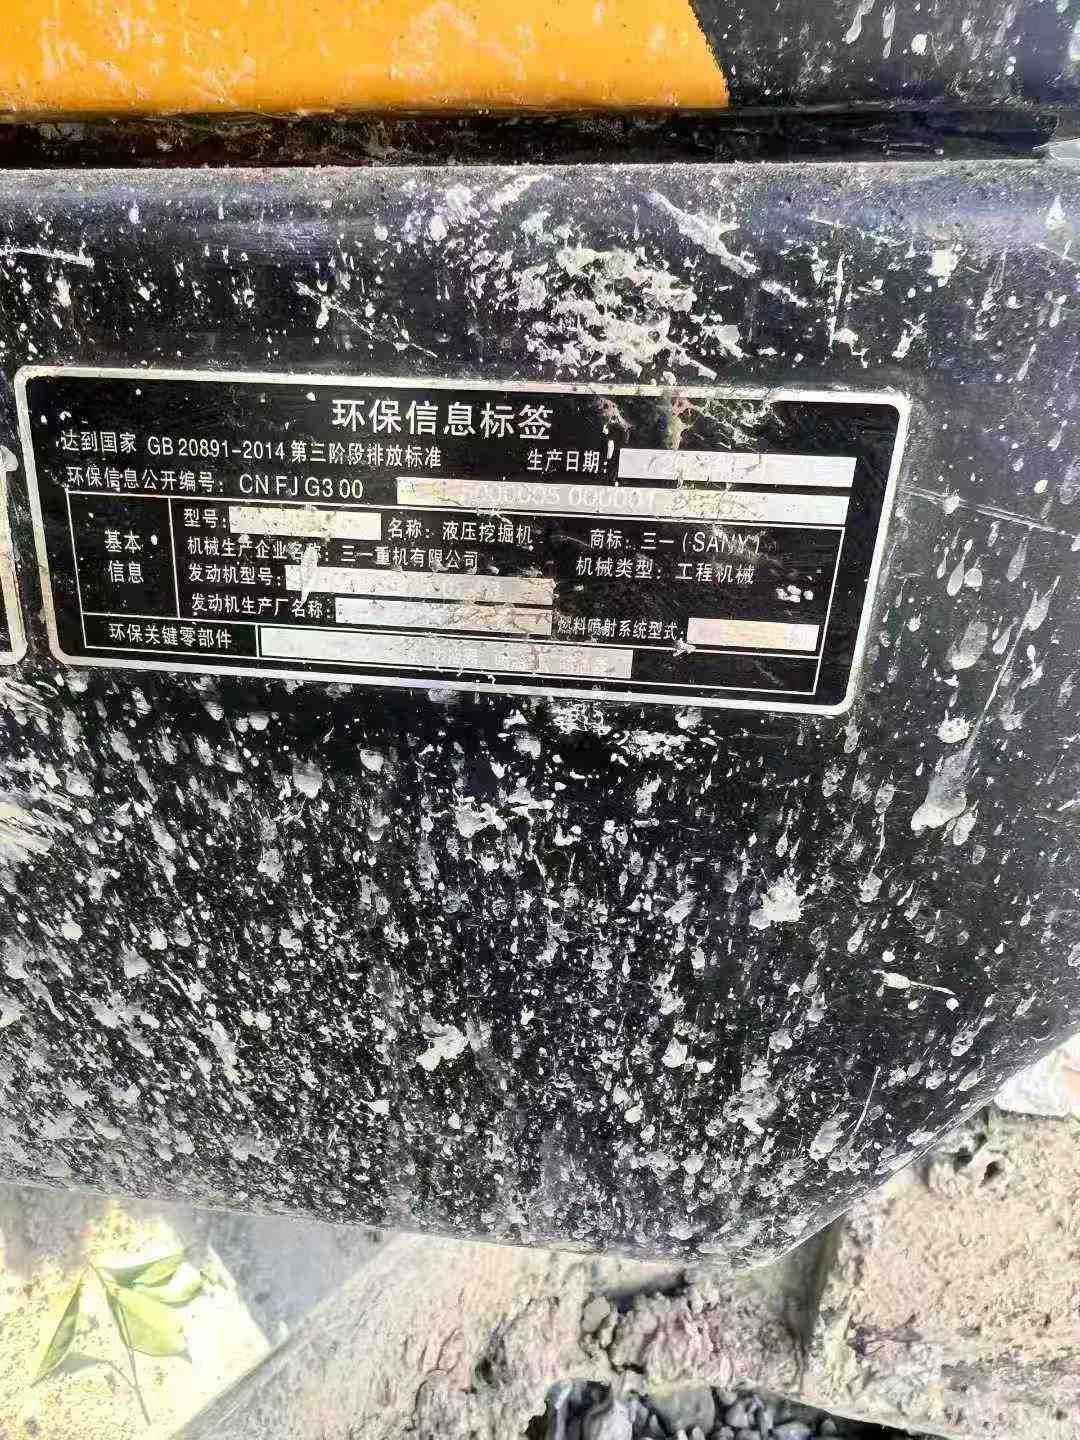 环保信息标签
达到国家 GB 20891-2014 第三阶段排放标准
生产日期:
环保信息公开编号: CN FJ G3 00
基本信息
型号: 名称: 液压挖掘机 商标: 三一(SANY)
机械生产企业名称: 三一重机有限公司 机械类型: 工程机械
发动机型号:
发动机生产厂名称: 燃料喷射系统型式:
环保关键零部件